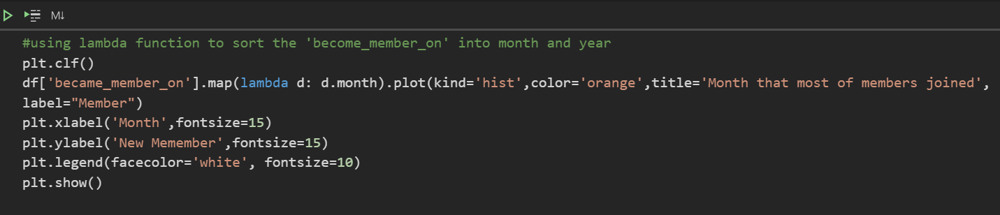 M↓
#using lambda function to sort the 'become_member_on' into month and year
plt.clf()
df['became_member_on'].map(lambda d: d.month).plot(kind='hist',color='orange',title='Month that most of members joined',
label="Member")
plt.xlabel('Month',fontsize=15)
plt.ylabel('New Memember',fontsize=15)
plt.legend(facecolor='white', fontsize=10)
plt.show()